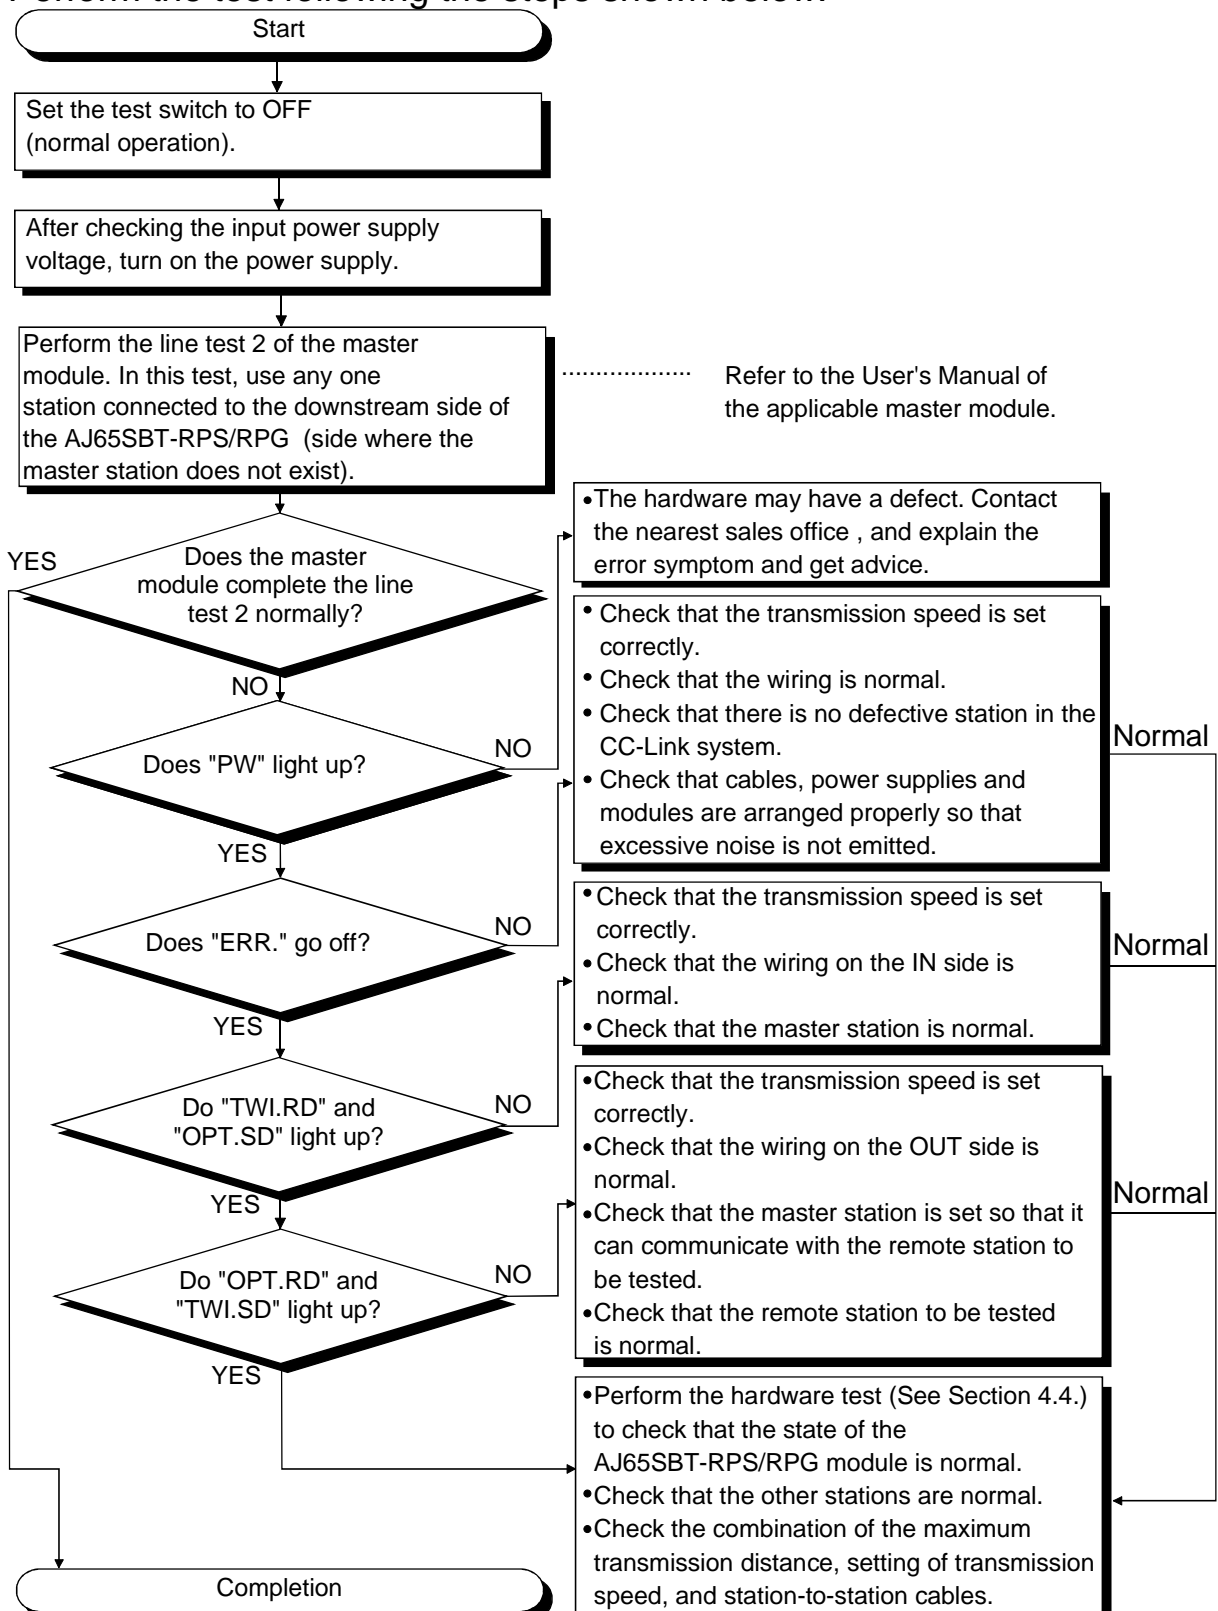 Perform the test following the steps shown below.
Start
Set the test switch to OFF
(normal operation).
After checking the input power supply
voltage, turn on the power supply.
Perform the line test 2 of the master
module. In this test, use any one
station connected to the downstream side of
the AJ65SBT-RPS/RPG (side where the
master station does not exist).
................... Refer to the User's Manual of
the applicable master module.
YES
Does the master
module complete the line
test 2 normally?
NO
•The hardware may have a defect. Contact
the nearest sales office , and explain the
error symptom and get advice.
Does "PW" light up?
NO
YES
• Check that the transmission speed is set
correctly.
• Check that the wiring is normal.
• Check that there is no defective station in the
CC-Link system.
• Check that cables, power supplies and
modules are arranged properly so that
excessive noise is not emitted.
Normal
Does "ERR." go off?
NO
YES
• Check that the transmission speed is set
correctly.
• Check that the wiring on the IN side is
normal.
• Check that the master station is normal.
Normal
Do "TWI.RD" and
"OPT.SD" light up?
NO
YES
•Check that the transmission speed is set
correctly.
•Check that the wiring on the OUT side is
normal.
•Check that the master station is set so that it
can communicate with the remote station to
be tested.
•Check that the remote station to be tested
is normal.
Normal
Do "OPT.RD" and
"TWI.SD" light up?
NO
YES
•Perform the hardware test (See Section 4.4.)
to check that the state of the
AJ65SBT-RPS/RPG module is normal.
•Check that the other stations are normal.
•Check the combination of the maximum
transmission distance, setting of transmission
speed, and station-to-station cables.
Completion